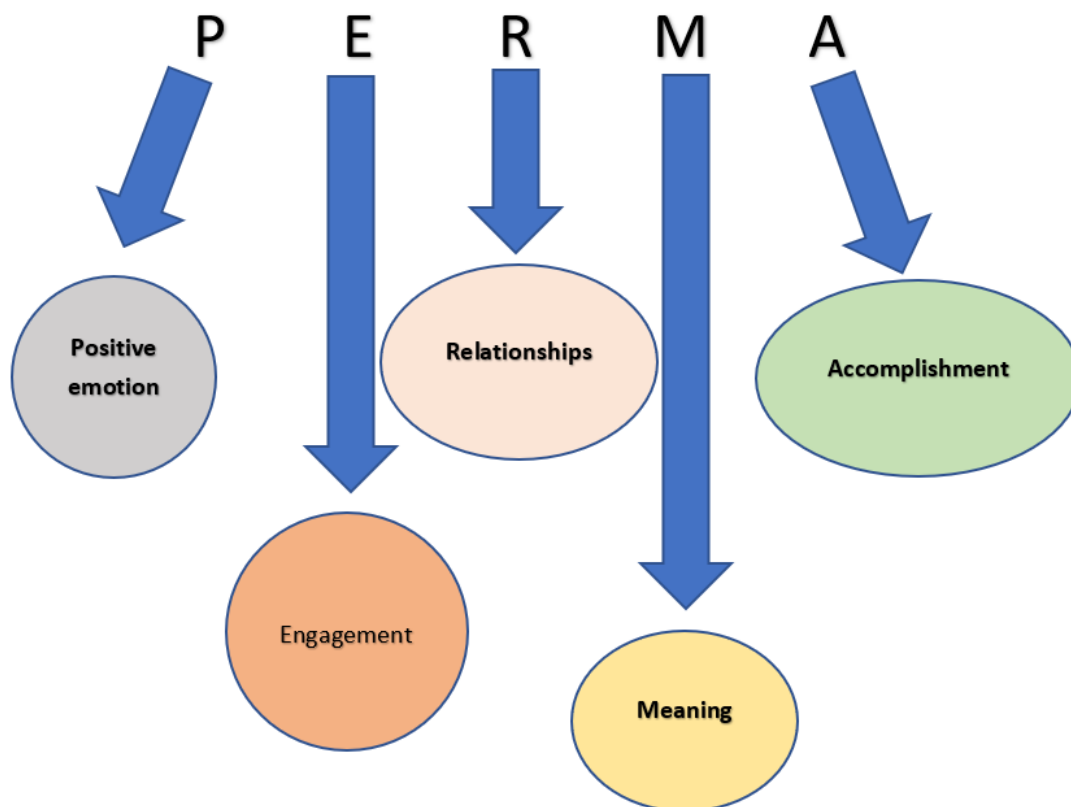 P E R M A
Positive
emotion
Relationships
Accomplishment
Engagement
Meaning